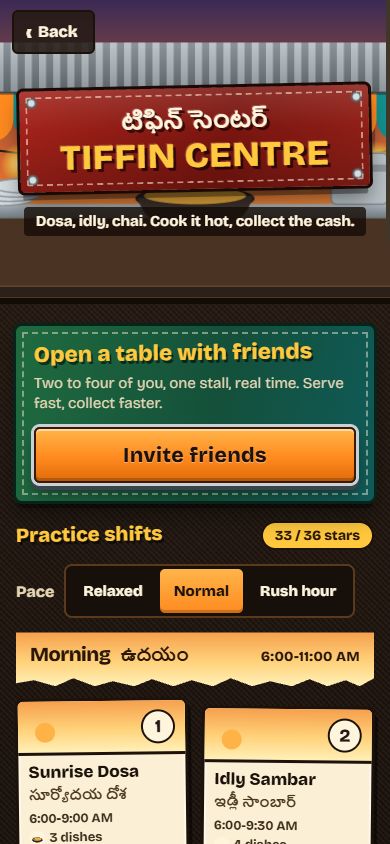 ‹ Back
టిఫిన్ సెంటర్
TIFFIN CENTRE
Dosa, idly, chai. Cook it hot, collect the cash.
Open a table with friends
Two to four of you, one stall, real time. Serve
fast, collect faster.
Invite friends
Practice shifts
33 / 36 stars
Pace
Relaxed
Normal
Rush hour
Morning ఉదయం
6:00-11:00 AM
1
Sunrise Dosa
సూర్యోదయ దోశ
6:00-9:00 AM
3 dishes
2
Idly Sambar
ఇడ్లీ సాంబార్
6:00-9:30 AM
4 dishes